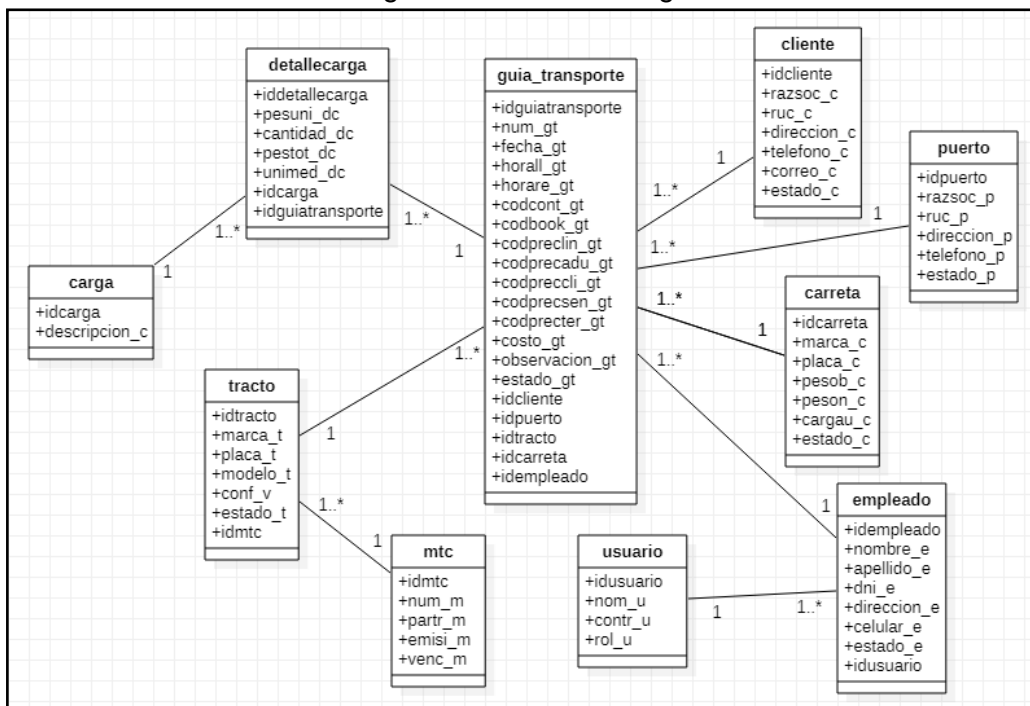 detallecarga
+iddetallecarga
+pesuni_dc
+cantidad_dc
+pestot_dc
+unimed_dc
+idcarga
+idguiatransporte
1..*
1..*
1
1
carga
+idcarga
+descripcion_c
guia_transporte
+idguiatransporte
+num_gt
+fecha_gt
+horall_gt
+horare_gt
+codcont_gt
+codbook_gt
+codpreclin_gt
+codprecadu_gt
+codpreccli_gt
+codprecsen_gt
+codprecter_gt
+costo_gt
+observacion_gt
+estado_gt
+idcliente
+idpuerto
+idtracto
+idcarreta
+idempleado
cliente
+idcliente
+razsoc_c
+ruc_c
+direccion_c
+telefono_c
+correo_c
+estado_c
1
1..*
puerto
+idpuerto
+razsoc_p
+ruc_p
+direccion_p
+telefono_p
+estado_p
1
1..*
carreta
+idcarreta
+marca_c
+placa_c
+pesob_c
+peson_c
+cargau_c
+estado_c
1..*
1
1..*
1
tracto
+idtracto
+marca_t
+placa_t
+modelo_t
+conf_v
+estado_t
+idmtc
1..*
1
1..*
1
mtc
+idmtc
+num_m
+partr_m
+emisi_m
+venc_m
usuario
+idusuario
+nom_u
+contr_u
+rol_u
1
1..*
empleado
+idempleado
+nombre_e
+apellido_e
+dni_e
+direccion_e
+celular_e
+estado_e
+idusuario